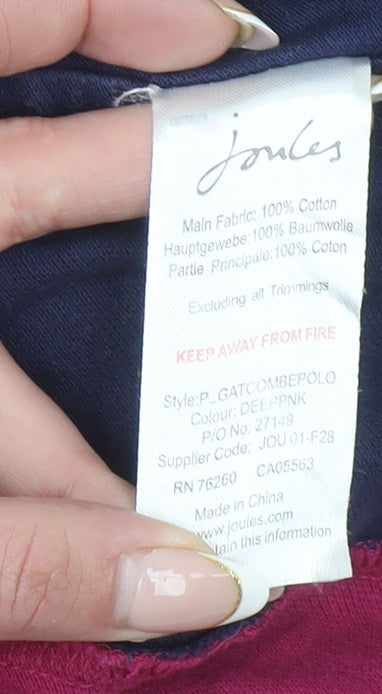 Joules
Main Fabric: 100% Cotton
Hauptgewebe:100% Baumwolle
Partie Principale:100% Coton
Excluding all Trimmings
KEEP AWAY FROM FIRE
Style:P_GATCOMBEPOLO
Colour: DEEPPNK
P/O No: 27149
Supplier Code: JOU 01-F28
RN 76260 CA05563
Made in China
www.joules.com
this information